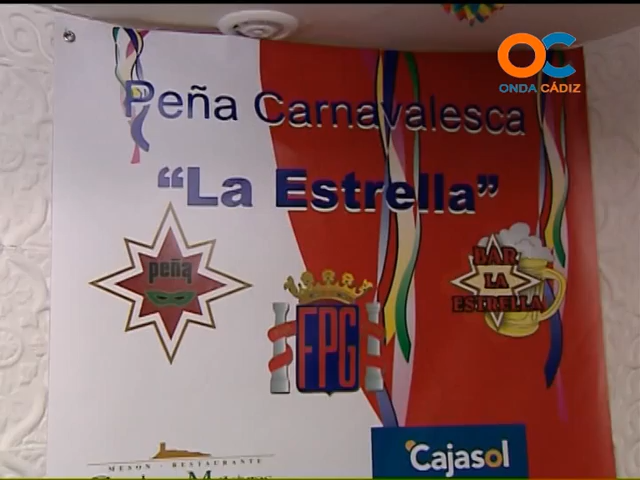 OC
ONDA CÁDIZ
Peña Carnavalesca
“La Estrella”
peña
BAR
LA
ESTRELLA
FPG
MESON - RESTAURANTE
Cajasol